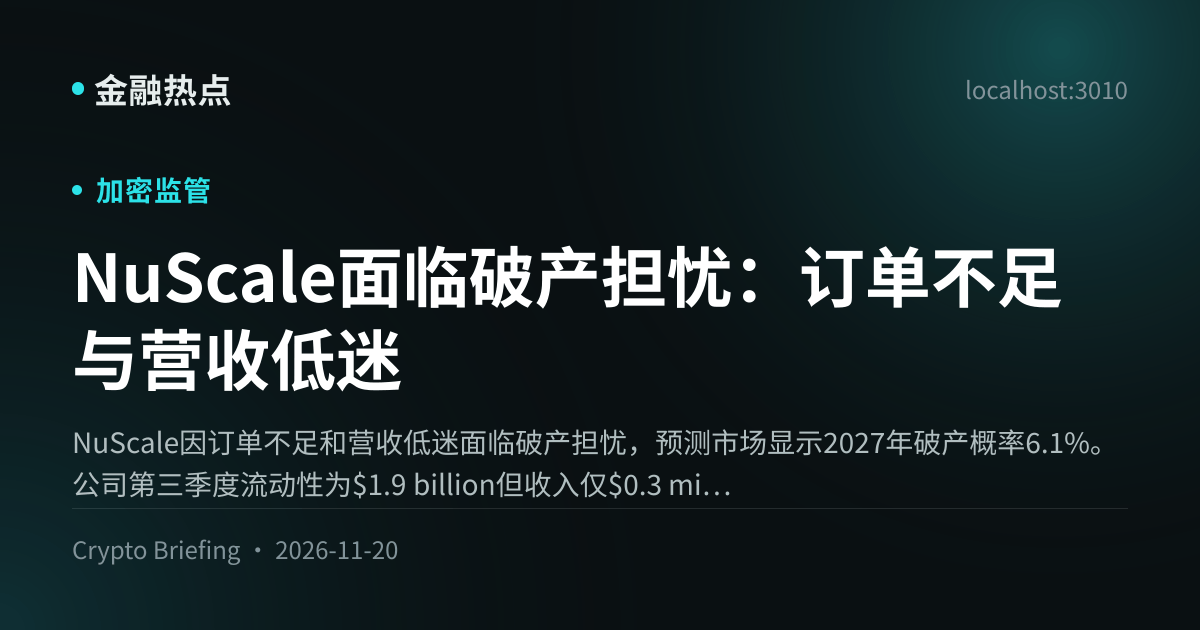 金融热点
localhost:3010
加密监管
NuScale面临破产担忧：订单不足
与营收低迷
NuScale因订单不足和营收低迷面临破产担忧，预测市场显示2027年破产概率6.1%。
公司第三季度流动性为$1.9 billion但收入仅$0.3 mi…
Crypto Briefing · 2026-11-20